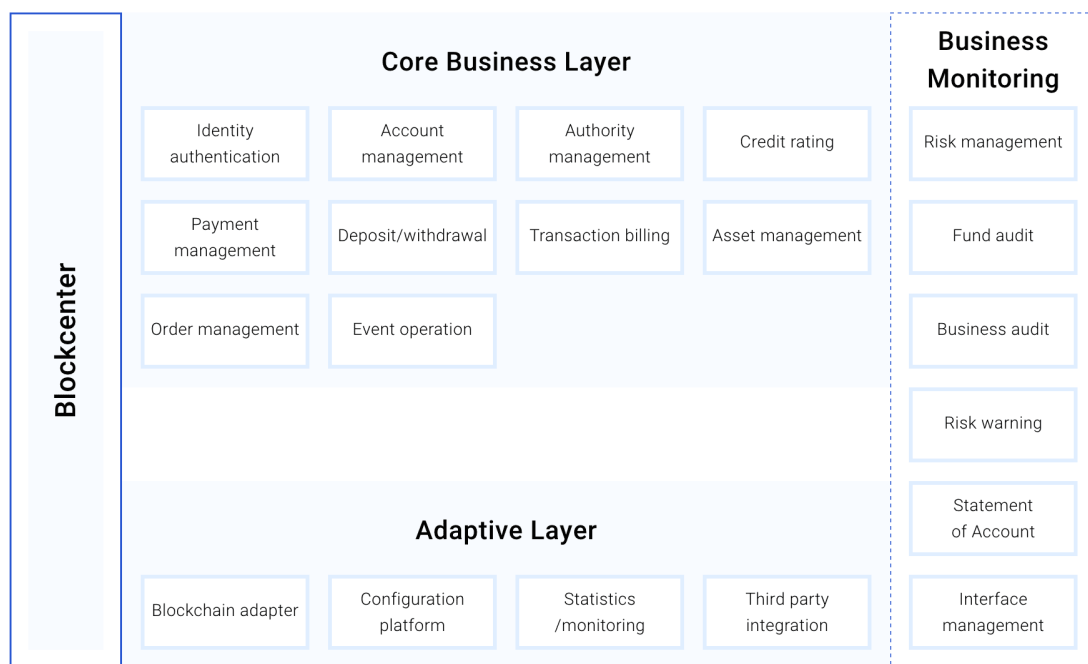 Blockcenter
Core Business Layer
Identity
authentication
Account
management
Authority
management
Credit rating
Payment
management
Deposit/withdrawal
Transaction billing
Asset management
Order management
Event operation
Adaptive Layer
Blockchain adapter
Configuration
platform
Statistics
/monitoring
Third party
integration
Business
Monitoring
Risk management
Fund audit
Business audit
Risk warning
Statement
of Account
Interface
management